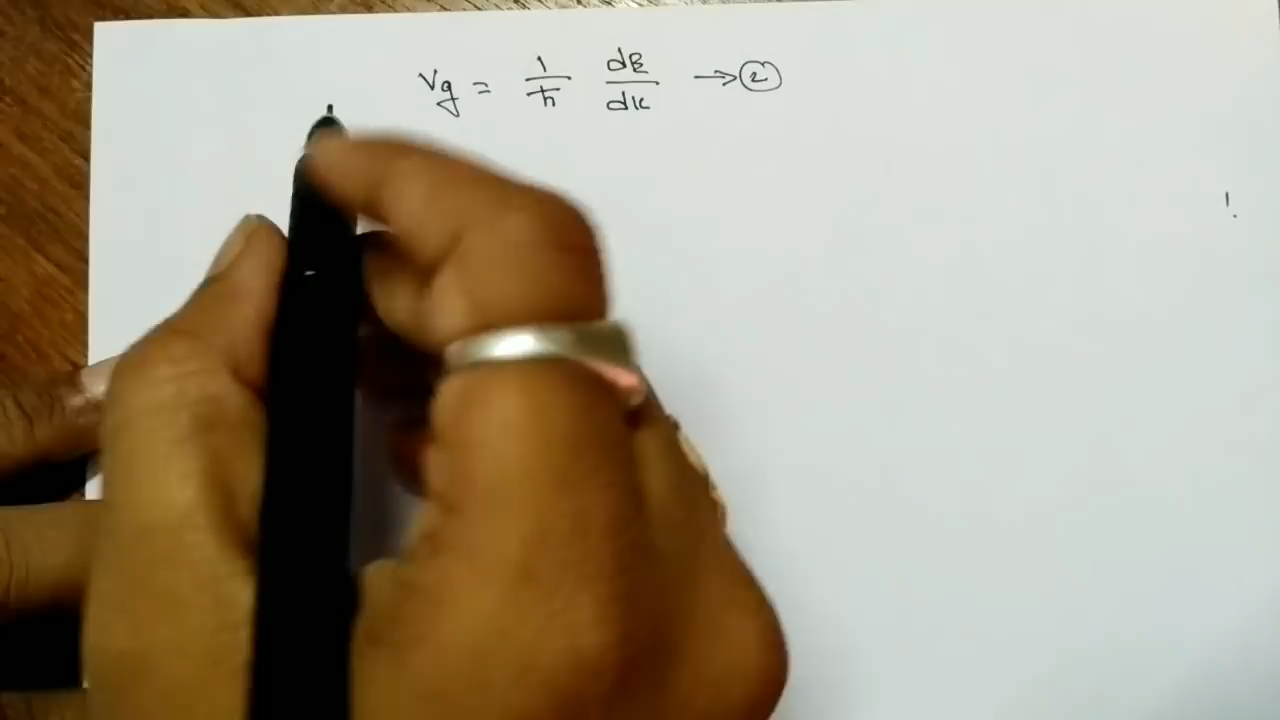 Vg = 1/ħ dE/dk → ②